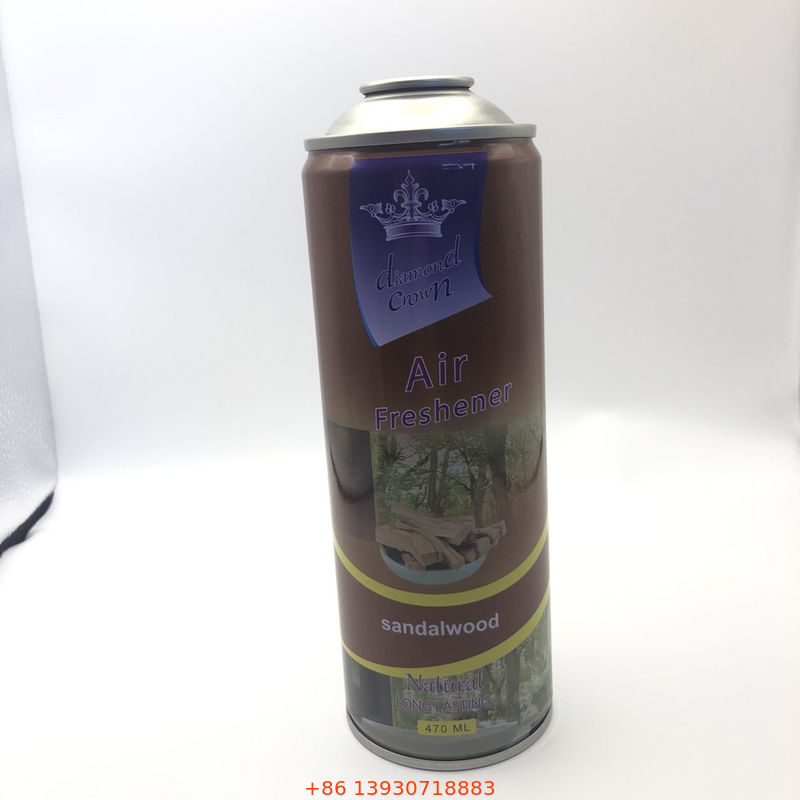 diamond
crown
Air
Freshener
sandalwood
Natural
LONG LASTING
470 ML
+86 13930718883